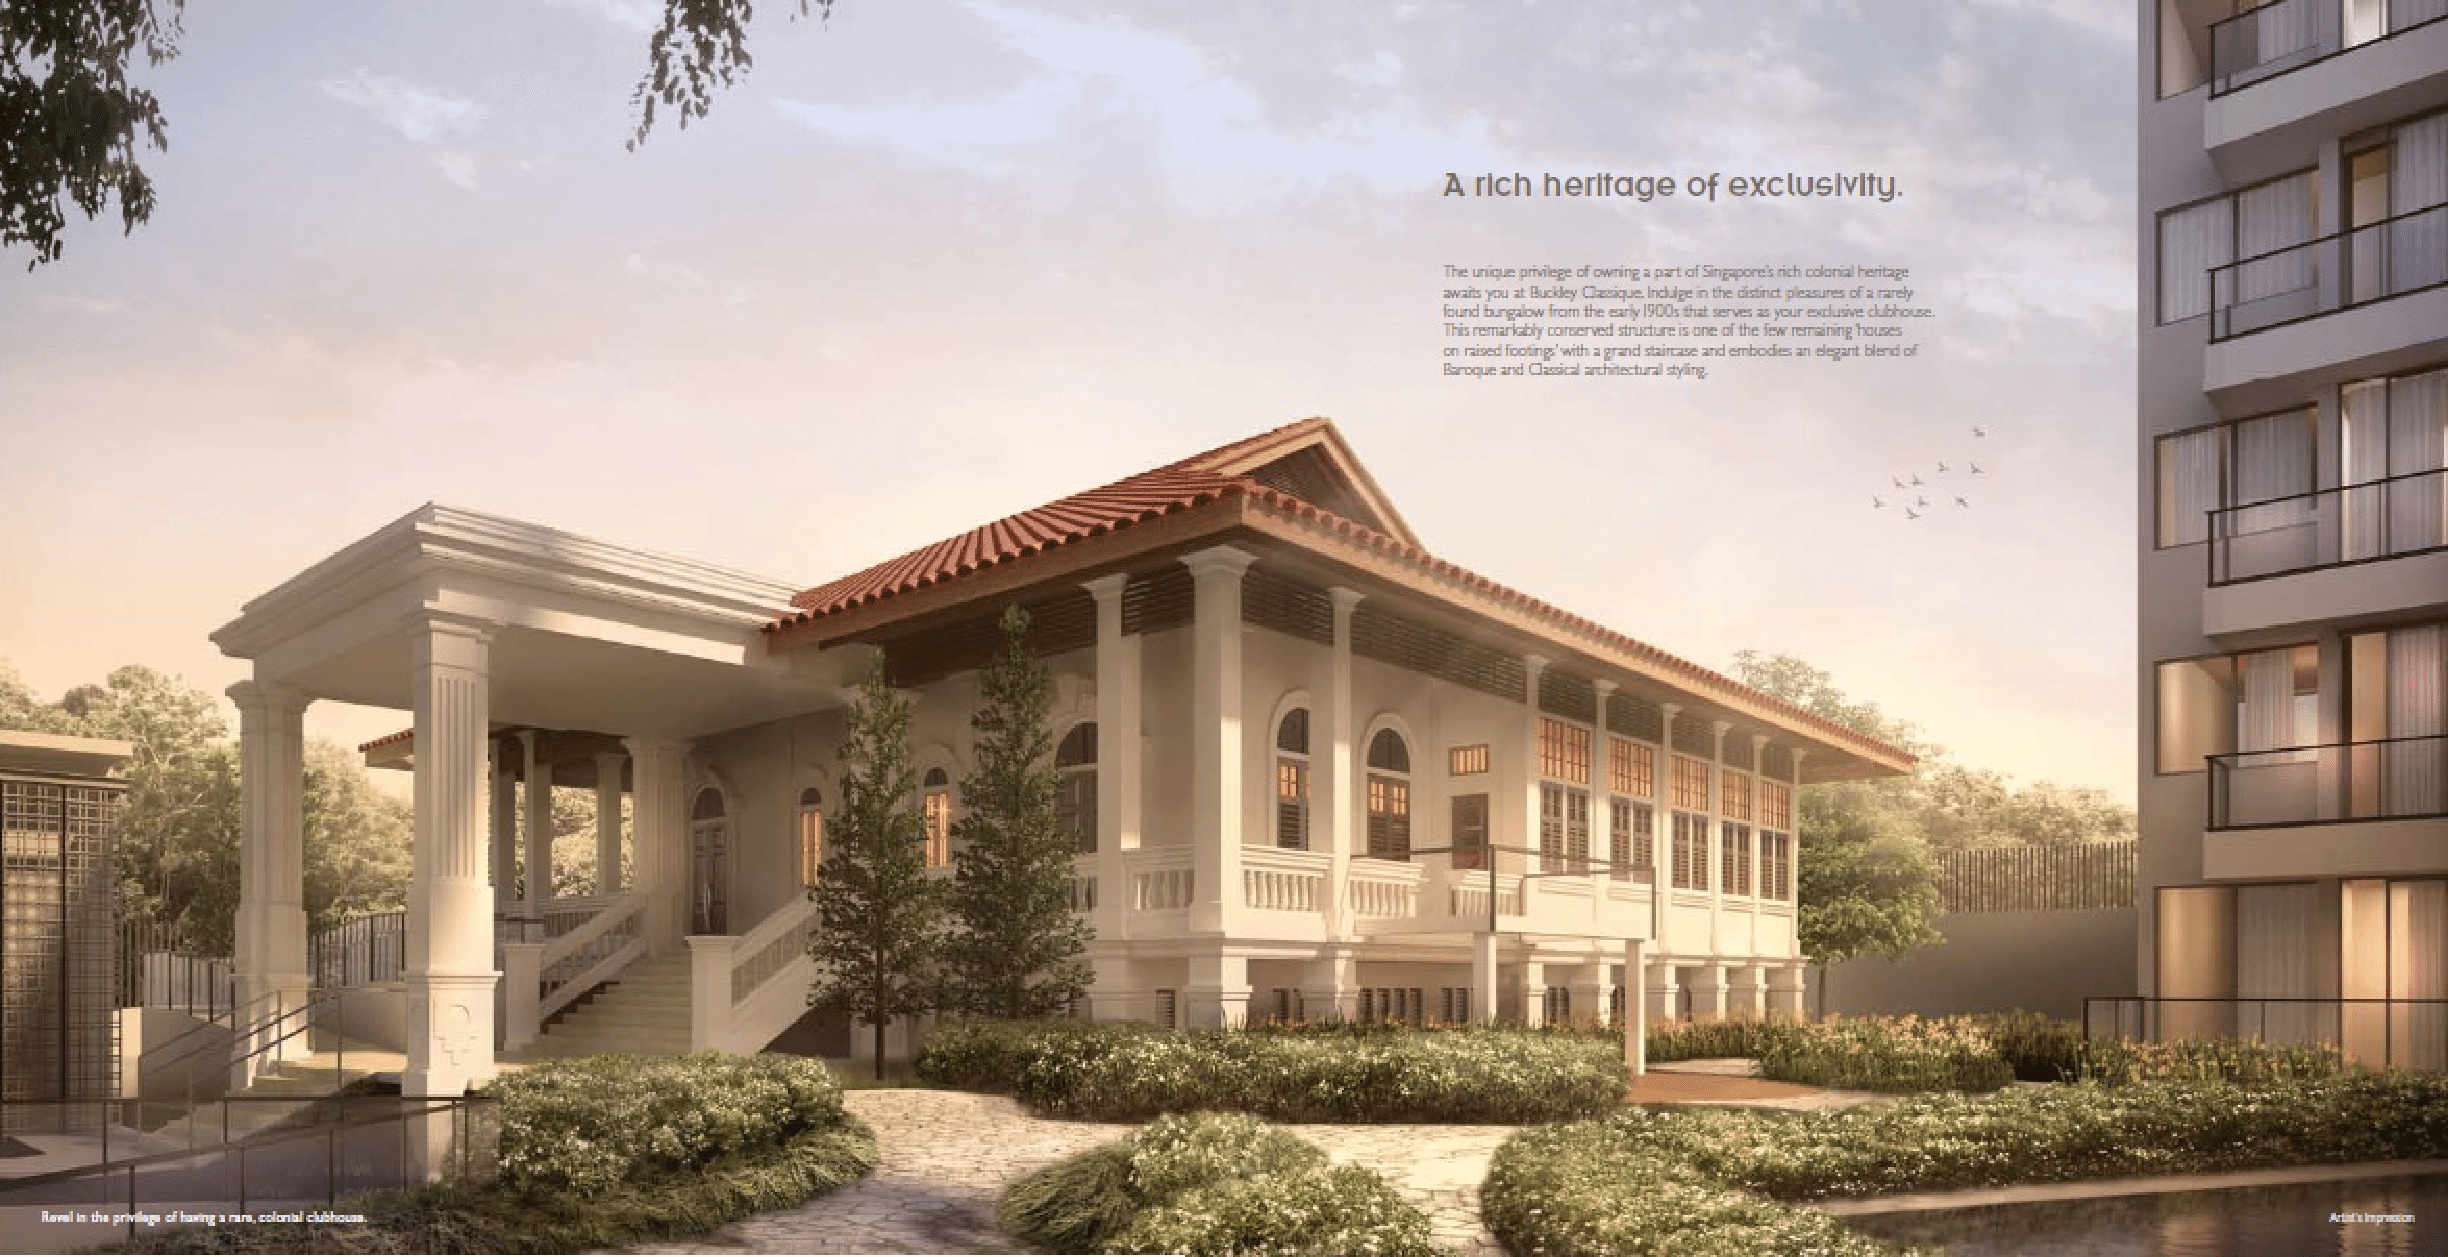 A rich heritage of exclusivity.
The unique privilege of owning a part of Singapore's rich colonial heritage
awaits you at Buckley Classique. Indulge in the distinct pleasures of a rarely
found bungalow from the early 1900s that serves as your exclusive clubhouse.
This remarkably conserved structure is one of the few remaining 'houses
on raised footings' with a grand staircase and embodies an elegant blend of
Baroque and Classical architectural styling.
Revel in the privilege of having a rare, colonial clubhouse.
Artist's Impression